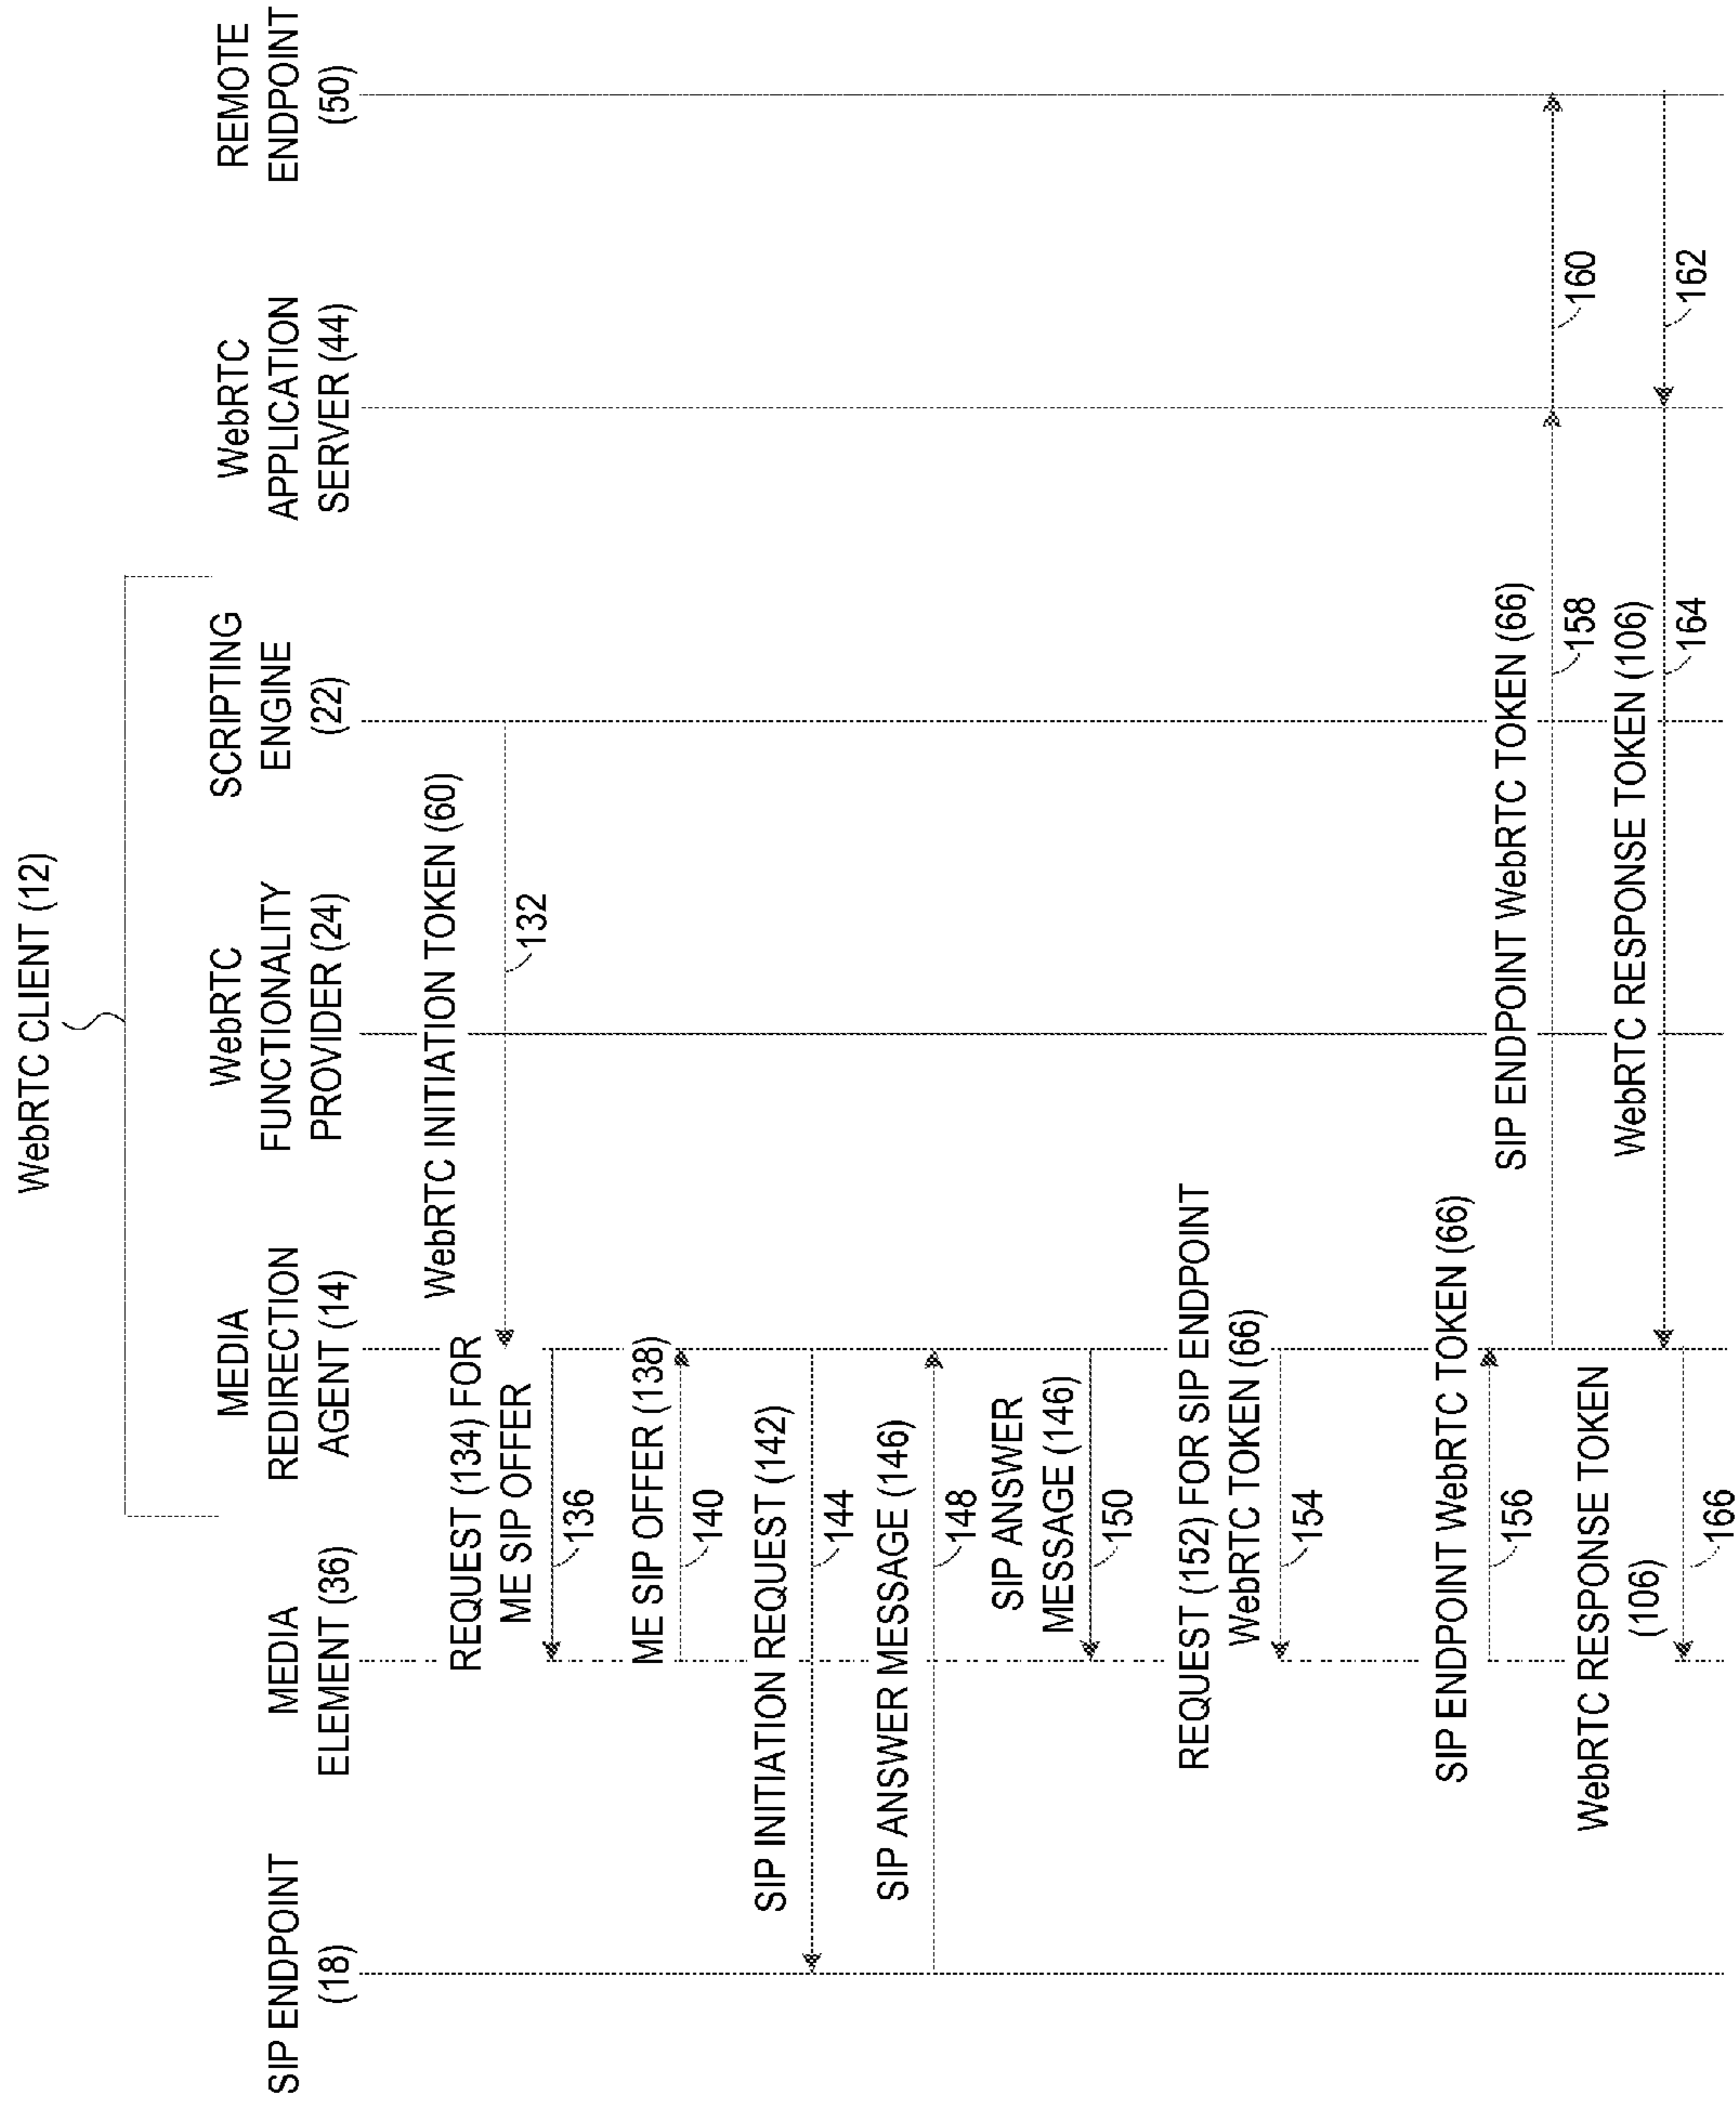 WebRTC CLIENT (12)
SIP ENDPOINT
(18)
MEDIA
ELEMENT (36)
MEDIA
REDIRECTION
AGENT (14)
WebRTC
FUNCTIONALITY
PROVIDER (24)
SCRIPTING
ENGINE
(22)
WebRTC
APPLICATION
SERVER (44)
REMOTE
ENDPOINT
(50)
WebRTC INITIATION TOKEN (60)
132
REQUEST (134) FOR
ME SIP OFFER
136
ME SIP OFFER (138)
140
SIP INITIATION REQUEST (142)
144
SIP ANSWER MESSAGE (146)
148
SIP ANSWER
MESSAGE (146)
150
REQUEST (152) FOR SIP ENDPOINT
WebRTC TOKEN (66)
154
SIP ENDPOINT WebRTC TOKEN (66)
156
SIP ENDPOINT WebRTC TOKEN (66)
158
160
WebRTC RESPONSE TOKEN (106)
162
164
WebRTC RESPONSE TOKEN
(106)
166